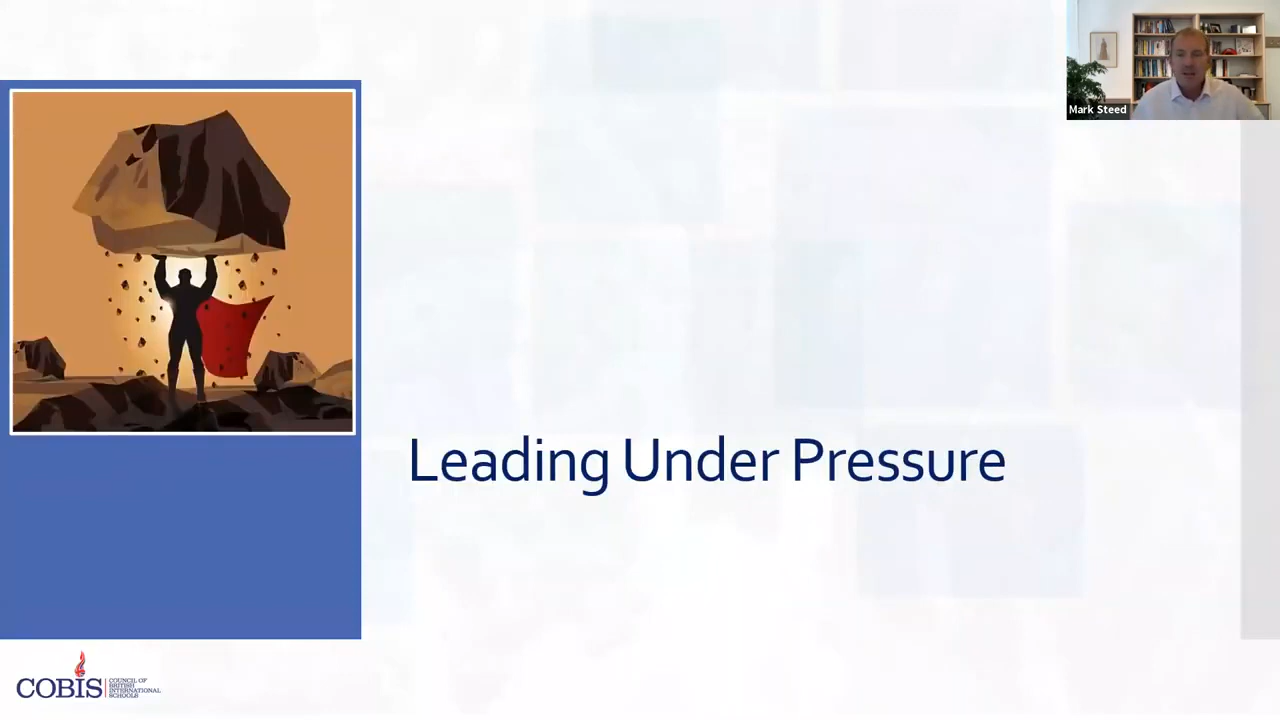 Mark Steed
Leading Under Pressure
COBIS
COUNCIL OF
BRITISH
INTERNATIONAL
SCHOOLS